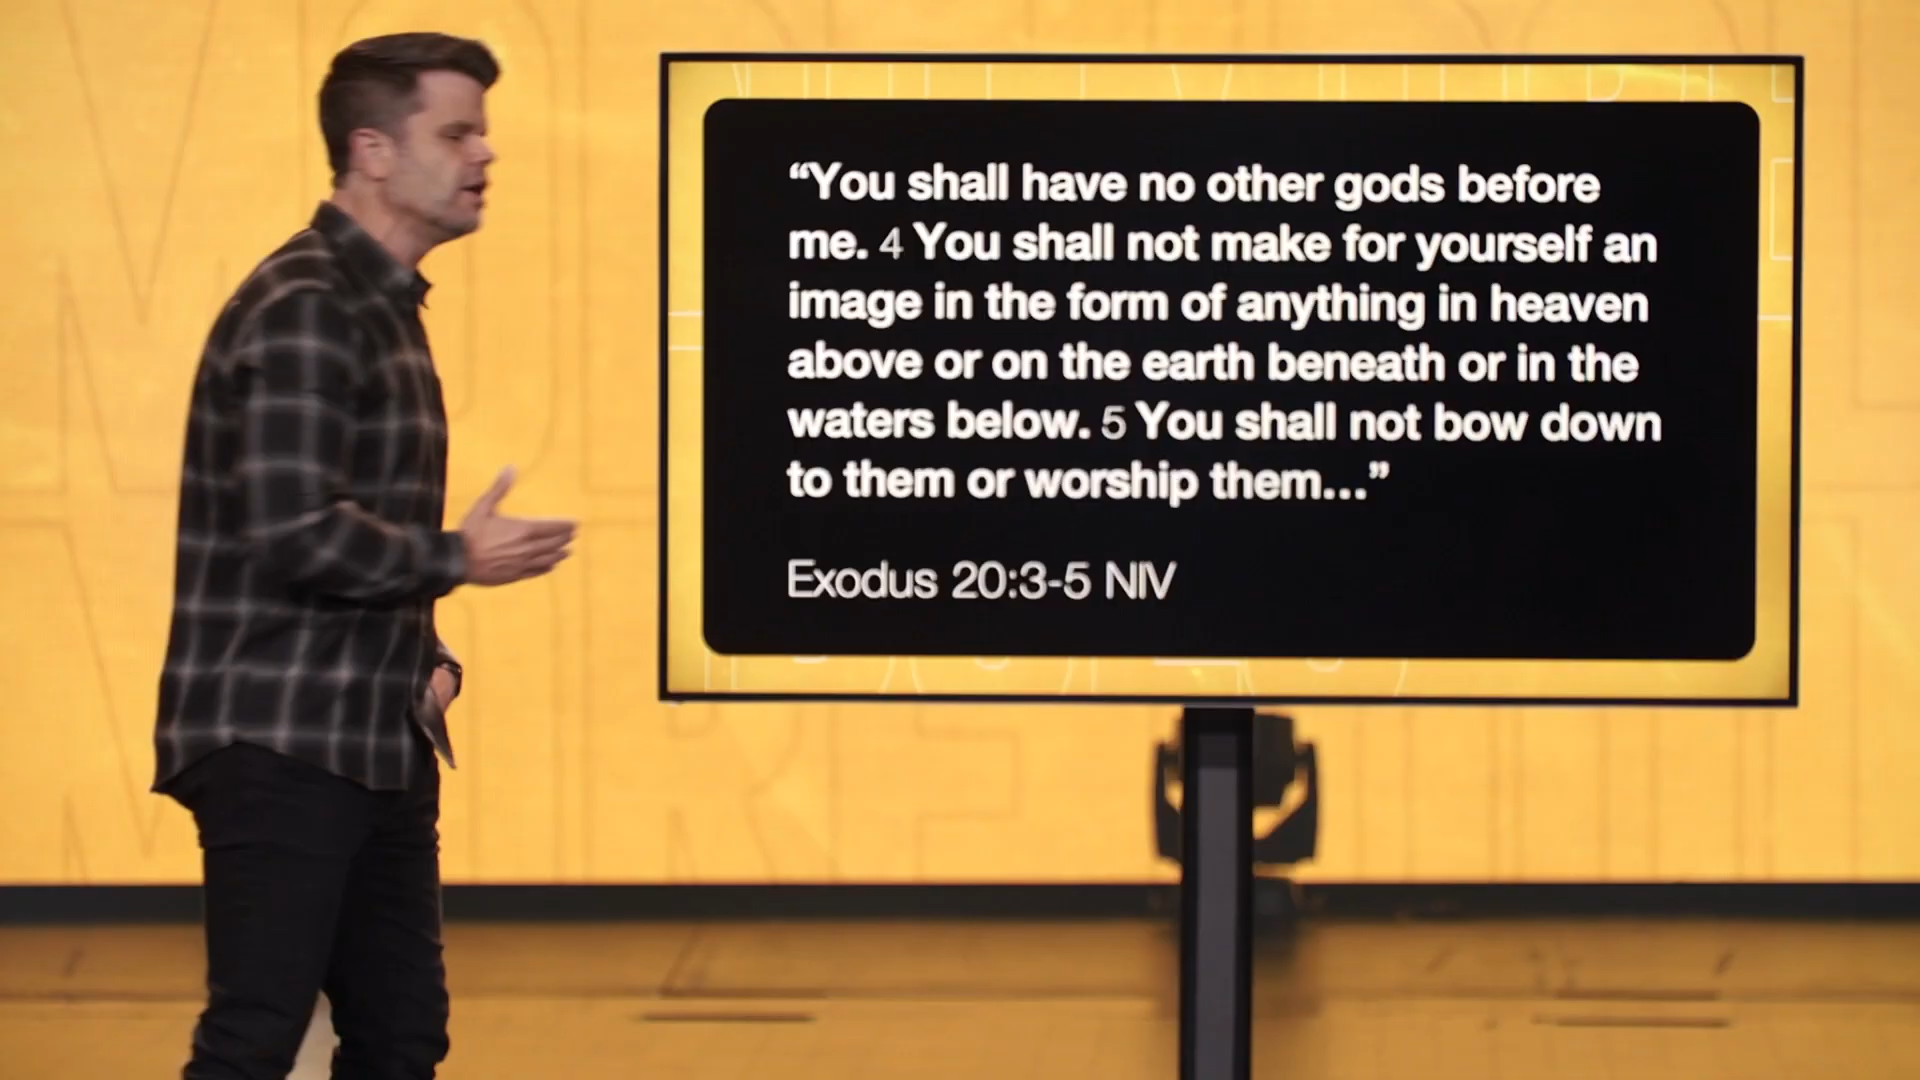 “You shall have no other gods before
me. 4 You shall not make for yourself an
image in the form of anything in heaven
above or on the earth beneath or in the
waters below. 5 You shall not bow down
to them or worship them...”
Exodus 20:3-5 NIV